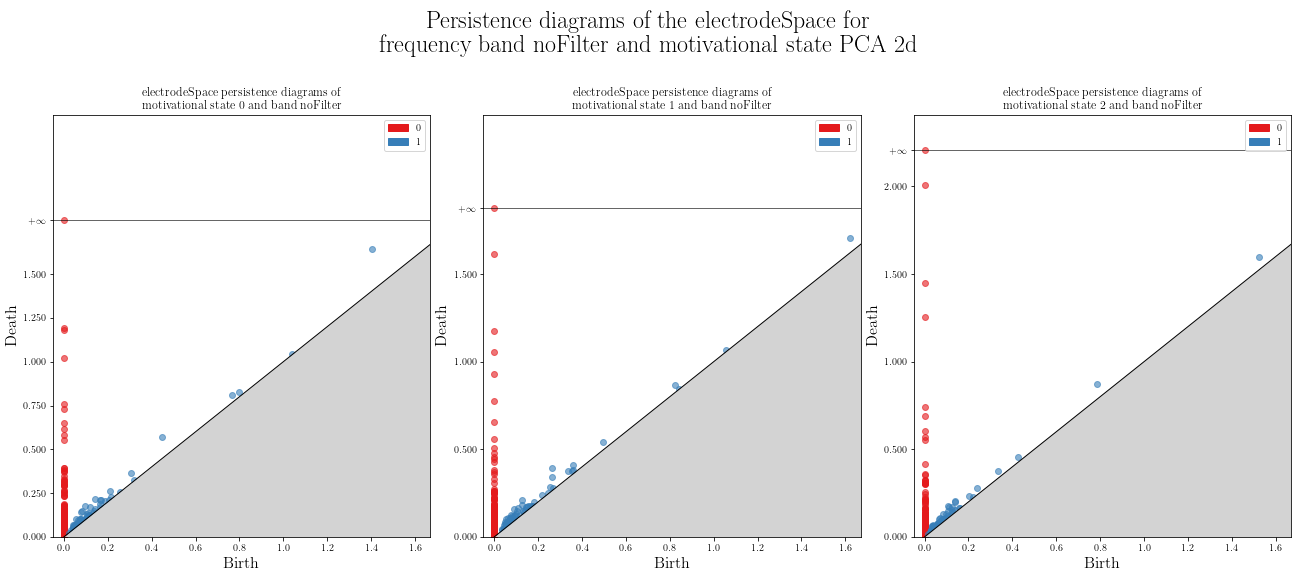 Persistence diagrams of the electrodeSpace for
frequency band noFilter and motivational state PCA 2d
electrodeSpace persistence diagrams of
motivational state 0 and band noFilter
0
1
+∞
1.500
1.250
1.000
0.750
0.500
0.250
0.000
Death
0.0 0.2 0.4 0.6 0.8 1.0 1.2 1.4 1.6
Birth
electrodeSpace persistence diagrams of
motivational state 1 and band noFilter
0
1
+∞
1.500
1.000
0.500
0.000
Death
0.0 0.2 0.4 0.6 0.8 1.0 1.2 1.4 1.6
Birth
electrodeSpace persistence diagrams of
motivational state 2 and band noFilter
0
1
+∞
2.000
1.500
1.000
0.500
0.000
Death
0.0 0.2 0.4 0.6 0.8 1.0 1.2 1.4 1.6
Birth